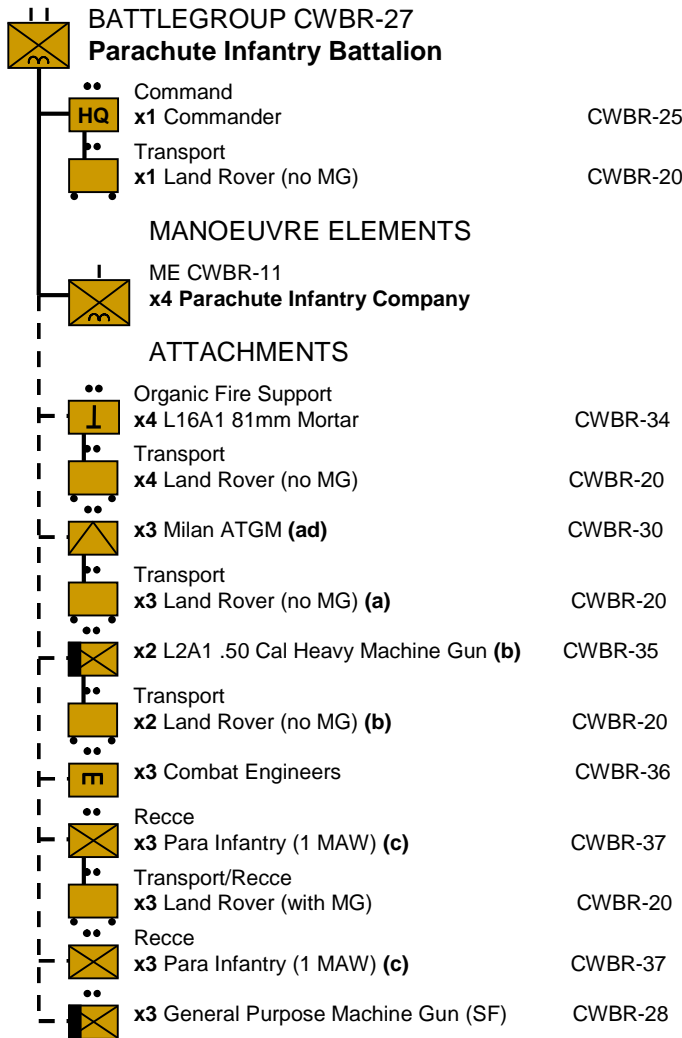 BATTLEGROUP CWBR-27
Parachute Infantry Battalion
Command
HQ x1 Commander CWBR-25
Transport
x1 Land Rover (no MG) CWBR-20
MANOEUVRE ELEMENTS
ME CWBR-11
x4 Parachute Infantry Company
ATTACHMENTS
Organic Fire Support
x4 L16A1 81mm Mortar CWBR-34
Transport
x4 Land Rover (no MG) CWBR-20
x3 Milan ATGM (ad) CWBR-30
Transport
x3 Land Rover (no MG) (a) CWBR-20
x2 L2A1 .50 Cal Heavy Machine Gun (b) CWBR-35
Transport
x2 Land Rover (no MG) (b) CWBR-20
x3 Combat Engineers CWBR-36
Recce
x3 Para Infantry (1 MAW) (c) CWBR-37
Transport/Recce
x3 Land Rover (with MG) CWBR-20
Recce
x3 Para Infantry (1 MAW) (c) CWBR-37
x3 General Purpose Machine Gun (SF) CWBR-28